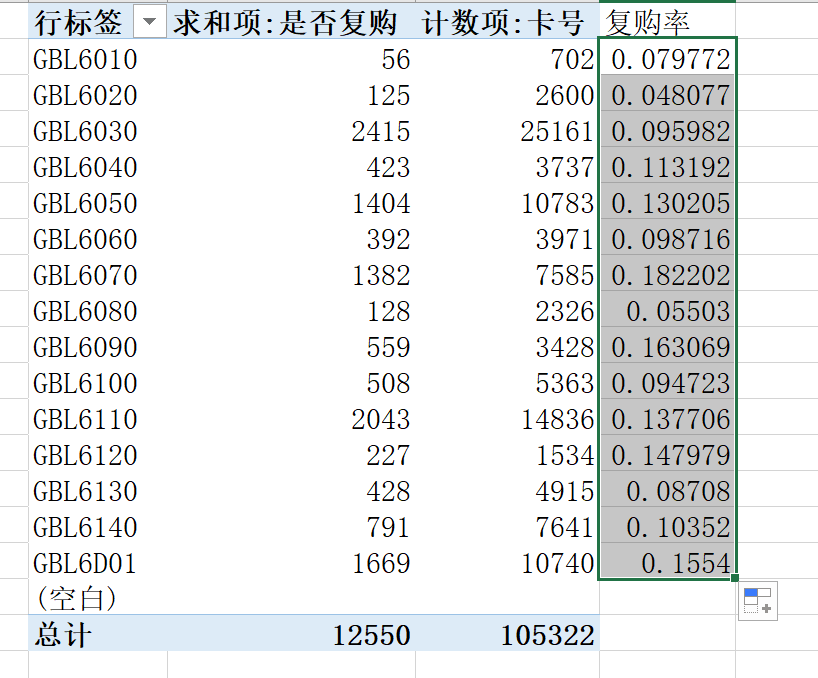 行标签 求和项:是否复购 计数项:卡号 复购率
GBL6010 56 702 0.079772
GBL6020 125 2600 0.048077
GBL6030 2415 25161 0.095982
GBL6040 423 3737 0.113192
GBL6050 1404 10783 0.130205
GBL6060 392 3971 0.098716
GBL6070 1382 7585 0.182202
GBL6080 128 2326 0.05503
GBL6090 559 3428 0.163069
GBL6100 508 5363 0.094723
GBL6110 2043 14836 0.137706
GBL6120 227 1534 0.147979
GBL6130 428 4915 0.08708
GBL6140 791 7641 0.10352
GBL6D01 1669 10740 0.1554
(空白)
总计 12550 105322